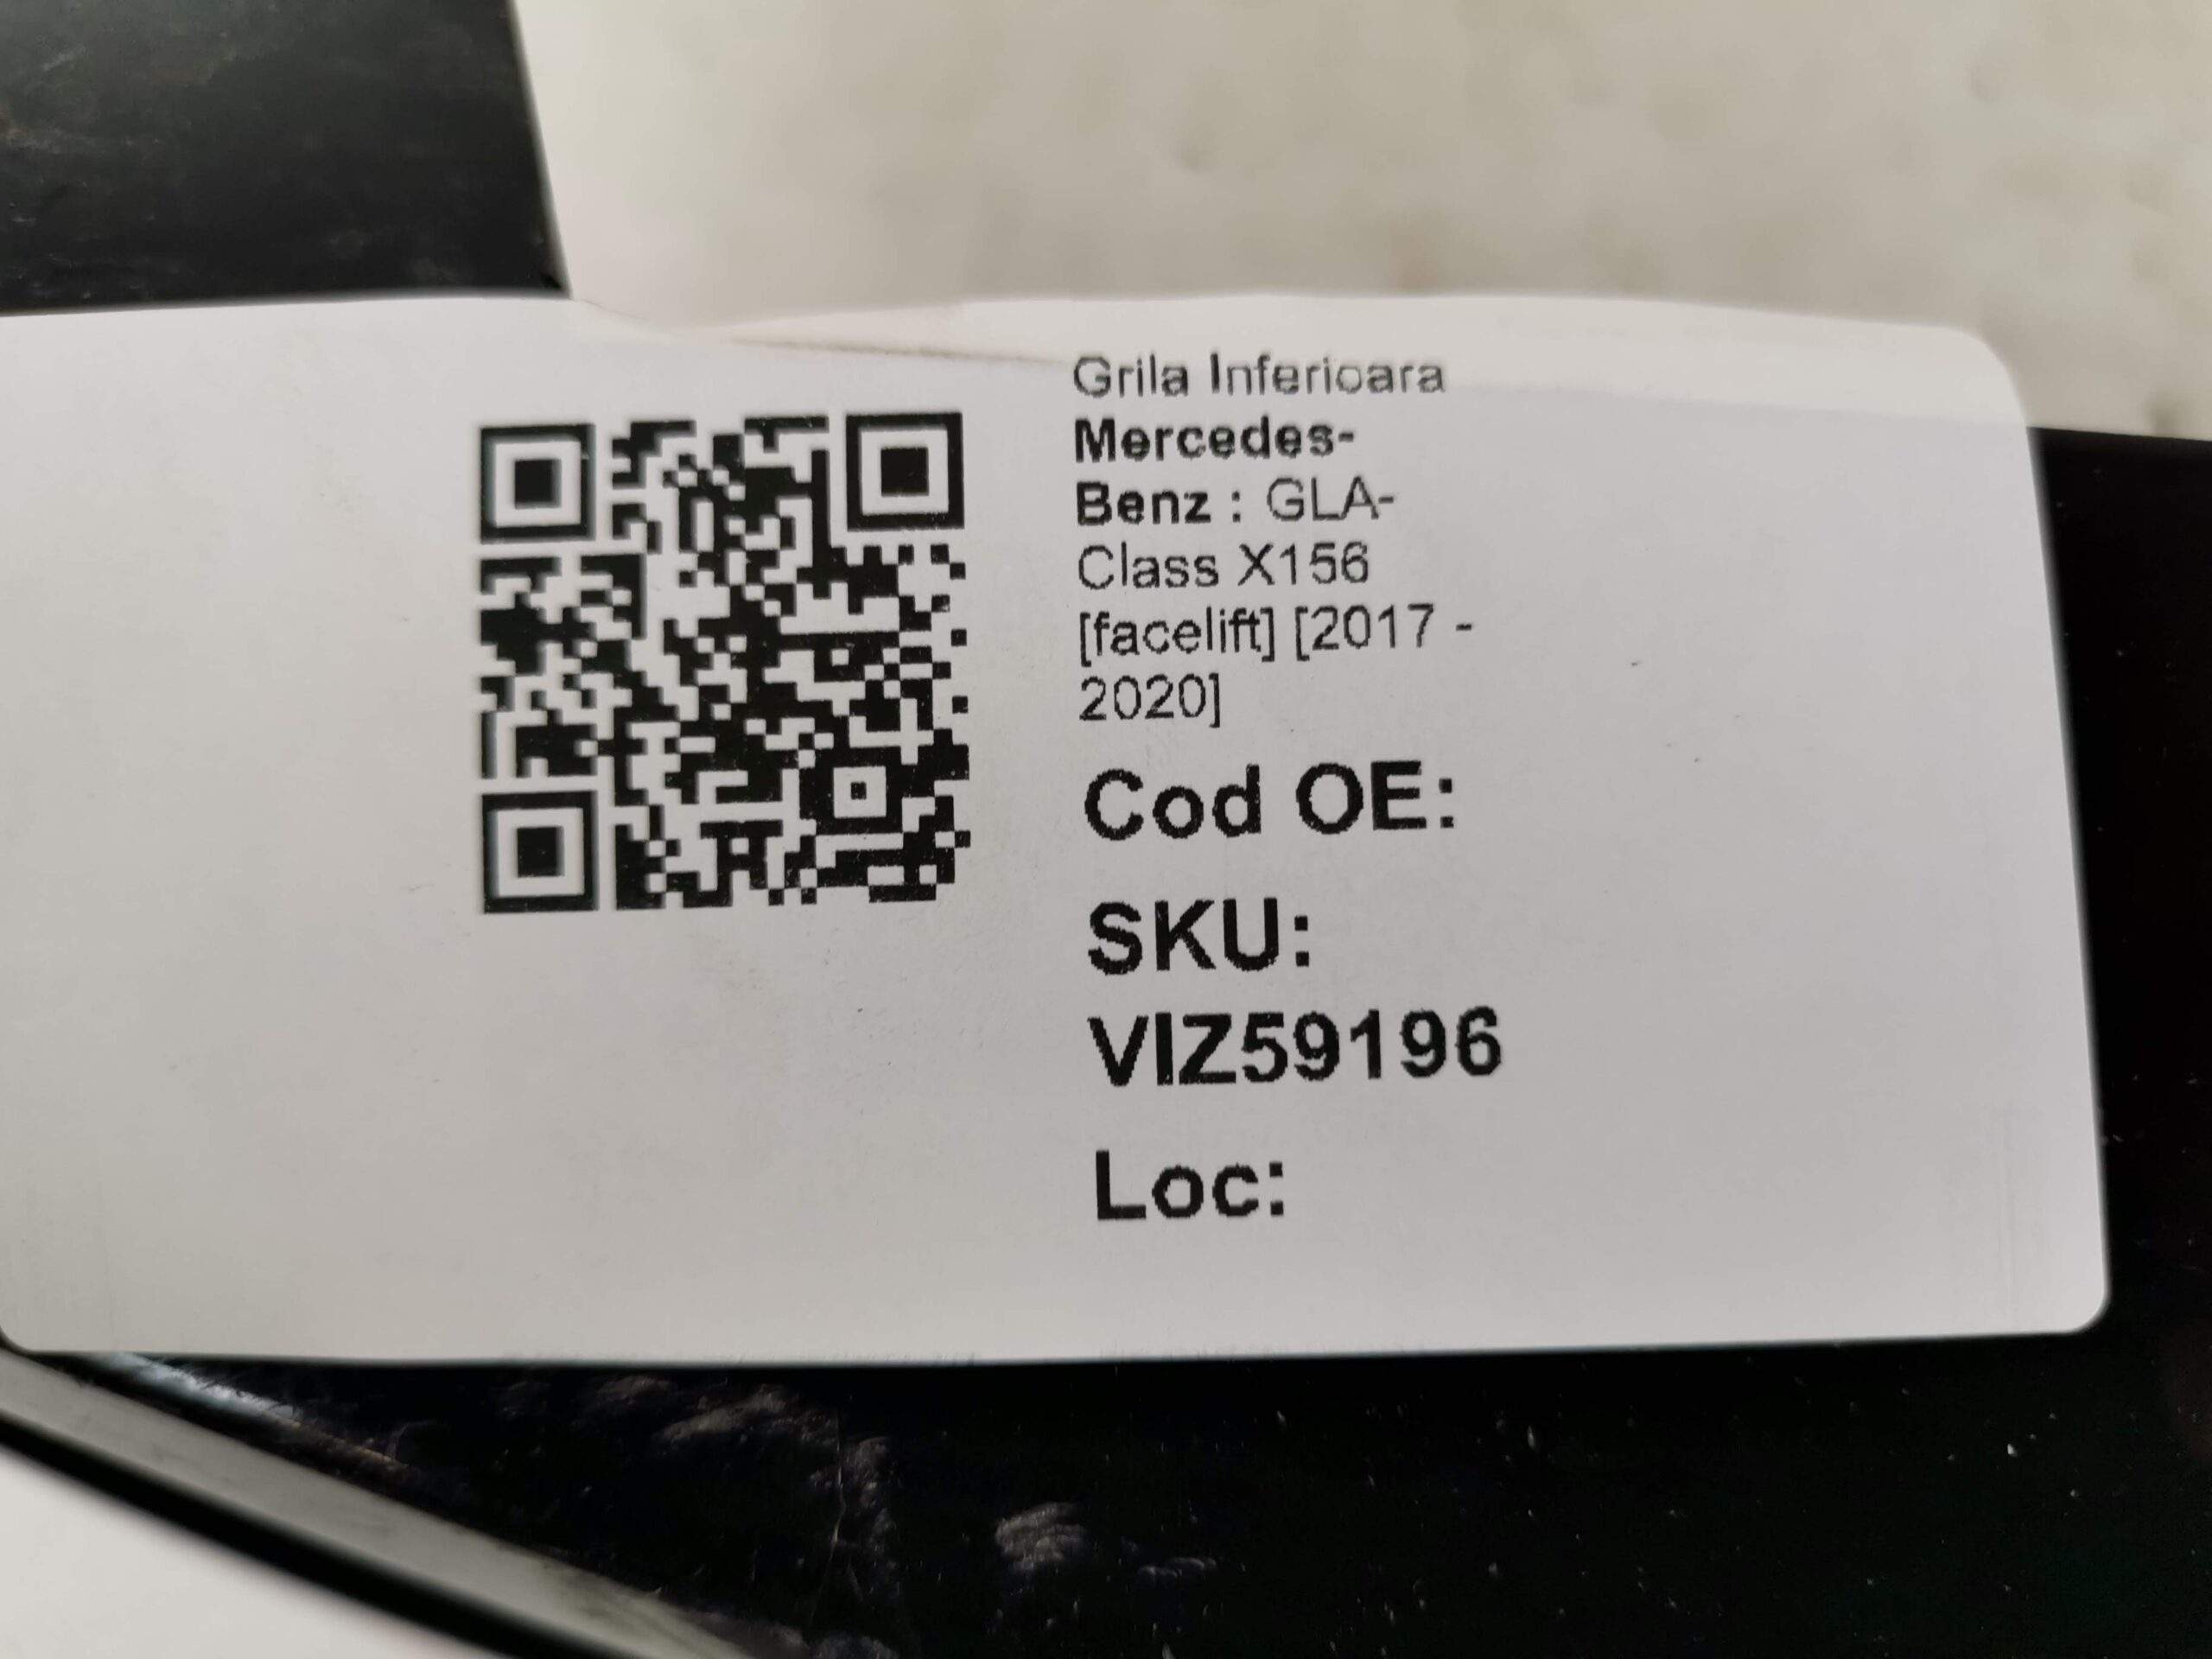 Grila Inferioara
Mercedes-
Benz : GLA-
Class X156
[facelift] [2017 -
2020]
Cod OE:
SKU:
VIZ59196
Loc: